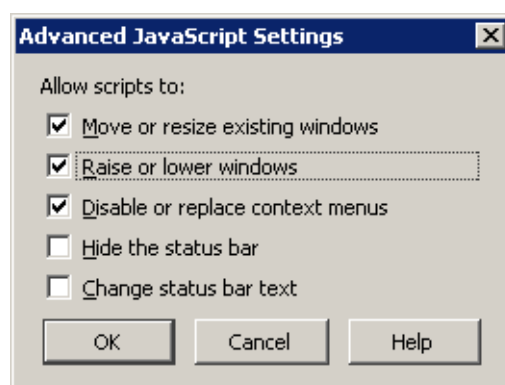 Advanced JavaScript Settings
Allow scripts to:
Move or resize existing windows
Raise or lower windows
Disable or replace context menus
Hide the status bar
Change status bar text
OK Cancel Help